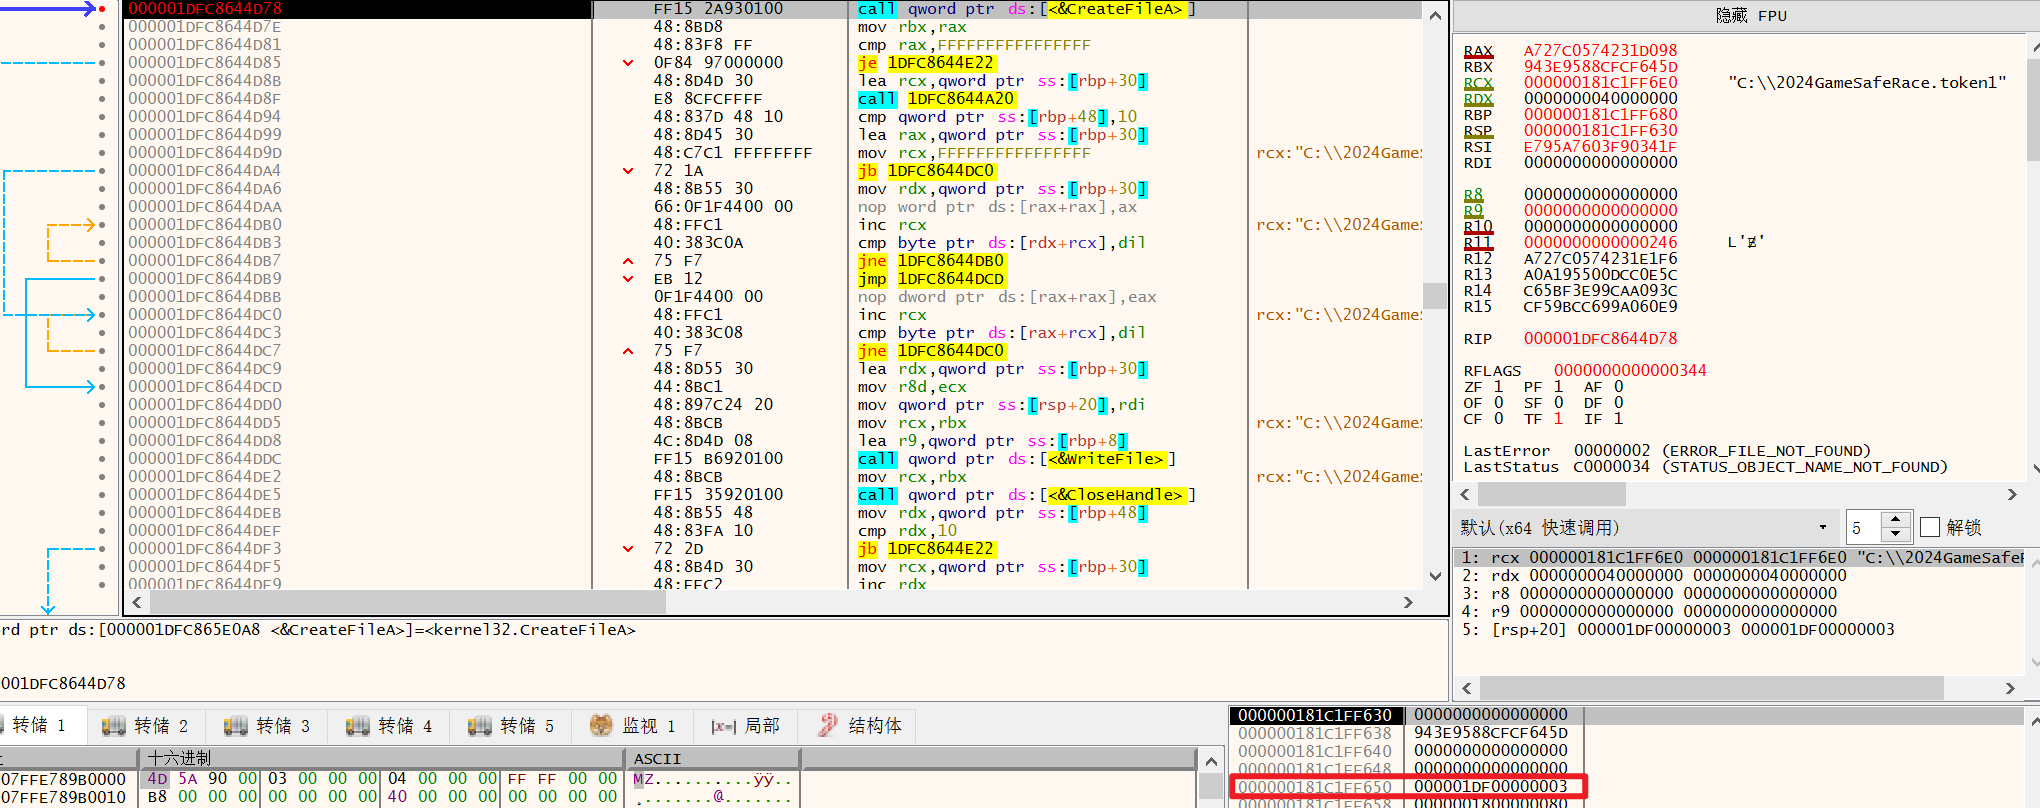 000001DFC8644D78 FF15 2A930100 call qword ptr ds:[<&CreateFileA>]
000001DFC8644D7E 48:8BD8 mov rbx,rax
000001DFC8644D81 48:83F8 FF cmp rax,FFFFFFFFFFFFFFFF
000001DFC8644D85 0F84 97000000 je 1DFC8644E22
000001DFC8644D8B 48:8D4D 30 lea rcx,qword ptr ss:[rbp+30]
000001DFC8644D8F E8 8CFCFFFF call 1DFC8644A20
000001DFC8644D94 48:837D 48 10 cmp qword ptr ss:[rbp+48],10
000001DFC8644D99 48:8D45 30 lea rax,qword ptr ss:[rbp+30]
000001DFC8644D9D 48:C7C1 FFFFFFFF mov rcx,FFFFFFFFFFFFFFFF rcx:"C:\\2024Game
000001DFC8644DA4 72 1A jb 1DFC8644DC0
000001DFC8644DA6 48:8B55 30 mov rdx,qword ptr ss:[rbp+30]
000001DFC8644DAA 66:0F1F4400 00 nop word ptr ds:[rax+rax],ax
000001DFC8644DB0 48:FFC1 inc rcx rcx:"C:\\2024Game
000001DFC8644DB3 40:383C0A cmp byte ptr ds:[rdx+rcx],dil
000001DFC8644DB7 75 F7 jne 1DFC8644DB0
000001DFC8644DB9 EB 12 jmp 1DFC8644DCD
000001DFC8644DBB 0F1F4400 00 nop dword ptr ds:[rax+rax],eax
000001DFC8644DC0 48:FFC1 inc rcx rcx:"C:\\2024Game
000001DFC8644DC3 40:383C08 cmp byte ptr ds:[rax+rcx],dil
000001DFC8644DC7 75 F7 jne 1DFC8644DC0
000001DFC8644DC9 48:8D55 30 lea rdx,qword ptr ss:[rbp+30]
000001DFC8644DCD 44:8BC1 mov r8d,ecx
000001DFC8644DD0 48:897C24 20 mov qword ptr ss:[rsp+20],rdi
000001DFC8644DD5 48:8BCB mov rcx,rbx rcx:"C:\\2024Game
000001DFC8644DD8 4C:8D4D 08 lea r9,qword ptr ss:[rbp+8]
000001DFC8644DDC FF15 B6920100 call qword ptr ds:[<&WriteFile>]
000001DFC8644DE2 48:8BCB mov rcx,rbx rcx:"C:\\2024Game
000001DFC8644DE5 FF15 35920100 call qword ptr ds:[<&CloseHandle>]
000001DFC8644DEB 48:8B55 48 mov rdx,qword ptr ss:[rbp+48]
000001DFC8644DEF 48:83FA 10 cmp rdx,10
000001DFC8644DF3 72 2D jb 1DFC8644E22
000001DFC8644DF5 48:8B4D 30 mov rcx,qword ptr ss:[rbp+30]
000001DFC8644DF9 48:FFC2 inc rdx
隐藏 FPU
RAX A727C0574231D098
RBX 943E9588CFCF645D
RCX 000000181C1FF6E0 "C:\\2024GameSafeRace.token1"
RDX 0000000040000000
RBP 000000181C1FF680
RSP 000000181C1FF630
RSI E795A7603F90341F
RDI 0000000000000000
R8 0000000000000000
R9 0000000000000000
R10 0000000000000000
R11 0000000000000246 L'Ɇ'
R12 A727C0574231E1F6
R13 A0A195500DCC0E5C
R14 C65BF3E99CAA093C
R15 CF59BCC699A060E9
RIP 000001DFC8644D78
RFLAGS 0000000000000344
ZF 1 PF 1 AF 0
OF 0 SF 0 DF 0
CF 0 TF 1 IF 1
LastError 00000002 (ERROR_FILE_NOT_FOUND)
LastStatus C0000034 (STATUS_OBJECT_NAME_NOT_FOUND)
默认(x64 快速调用) 5 解锁
1: rcx 000000181C1FF6E0 000000181C1FF6E0 "C:\\2024GameSafeR
2: rdx 0000000040000000 0000000040000000
3: r8 0000000000000000 0000000000000000
4: r9 0000000000000000 0000000000000000
5: [rsp+20] 000001DF00000003 000001DF00000003
rd ptr ds:[000001DFC865E0A8 <&CreateFileA>]=<kernel32.CreateFileA>
001DFC8644D78
转储 1 转储 2 转储 3 转储 4 转储 5 监视 1 [x=] 局部 结构体
十六进制 ASCII
07FFE789B0000 4D 5A 90 00 03 00 00 00 04 00 00 00 FF FF 00 00 MZ..........ÿÿ..
07FFE789B0010 B8 00 00 00 00 00 00 00 40 00 00 00 00 00 00 00 ¸.......@.......
000000181C1FF630 0000000000000000
000000181C1FF638 943E9588CFCF645D
000000181C1FF640 0000000000000000
000000181C1FF648 0000000000000000
000000181C1FF650 000001DF00000003
000000181C1FF658 0000001800000080